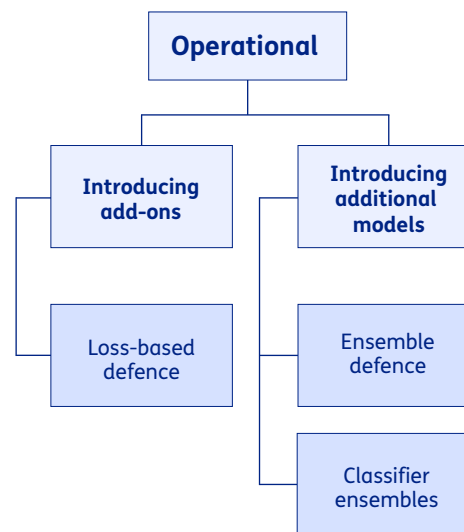 Operational
Introducing
add-ons
Introducing
additional
models
Loss-based
defence
Ensemble
defence
Classifier
ensembles